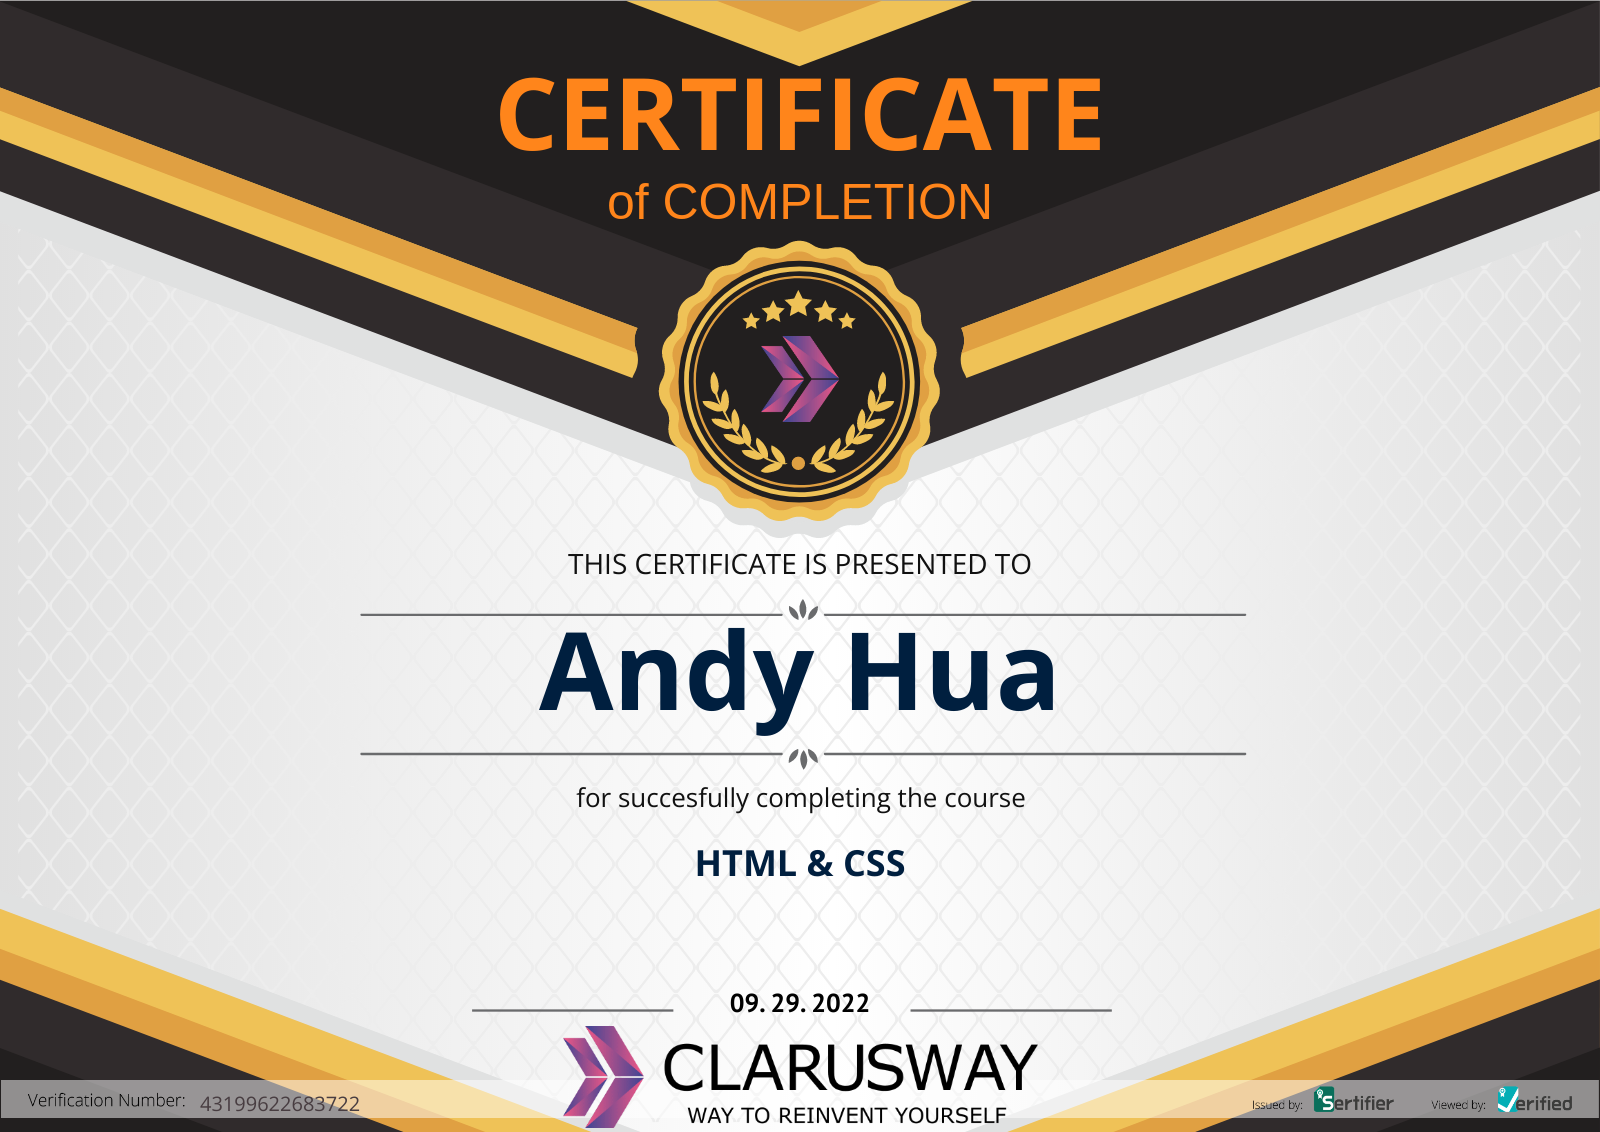 CERTIFICATE
of COMPLETION
THIS CERTIFICATE IS PRESENTED TO
Andy Hua
for succesfully completing the course
HTML & CSS
09. 29. 2022
CLARUSWAY
WAY TO REINVENT YOURSELF
Verification Number: 43199622683722
Issued by: Sertifier
Viewed by: Verified